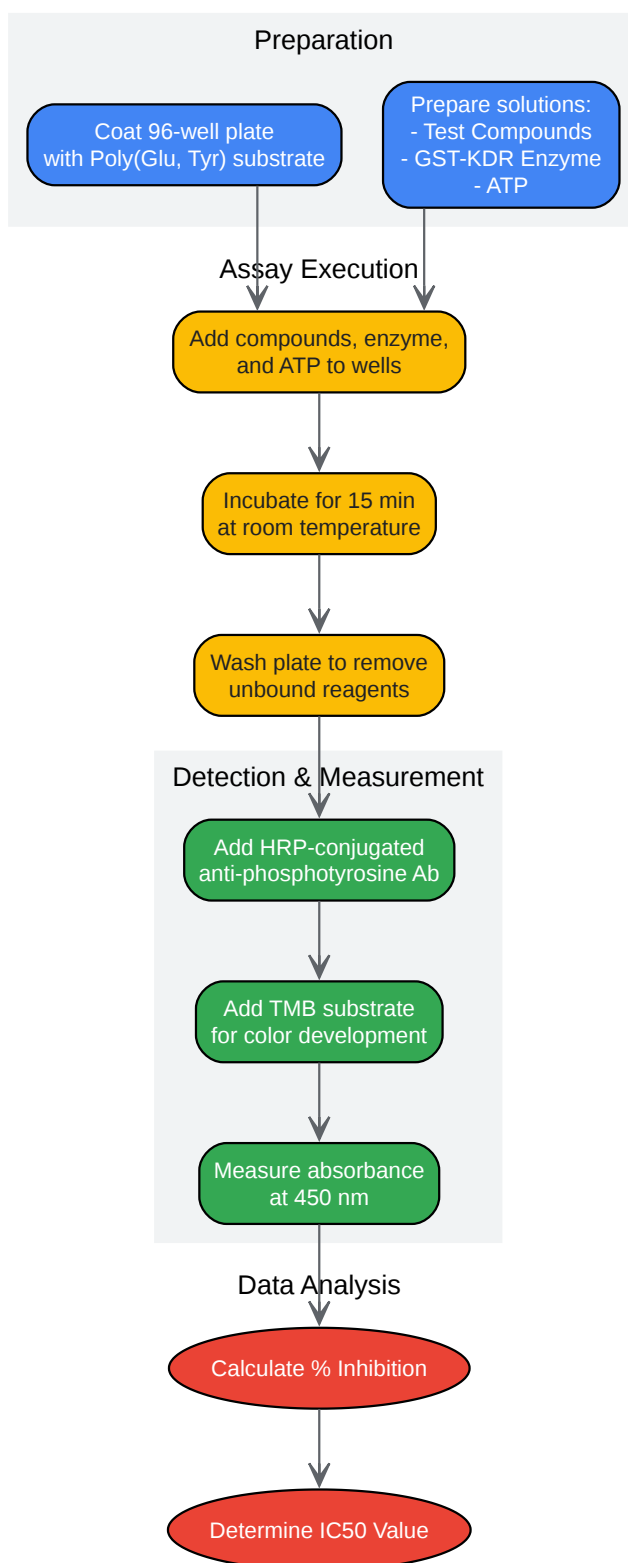 Preparation
Coat 96-well plate
with Poly(Glu, Tyr) substrate
Prepare solutions:
- Test Compounds
- GST-KDR Enzyme
- ATP
Assay Execution
Add compounds, enzyme,
and ATP to wells
Incubate for 15 min
at room temperature
Wash plate to remove
unbound reagents
Detection & Measurement
Add HRP-conjugated
anti-phosphotyrosine Ab
Add TMB substrate
for color development
Measure absorbance
at 450 nm
Data Analysis
Calculate % Inhibition
Determine IC50 Value